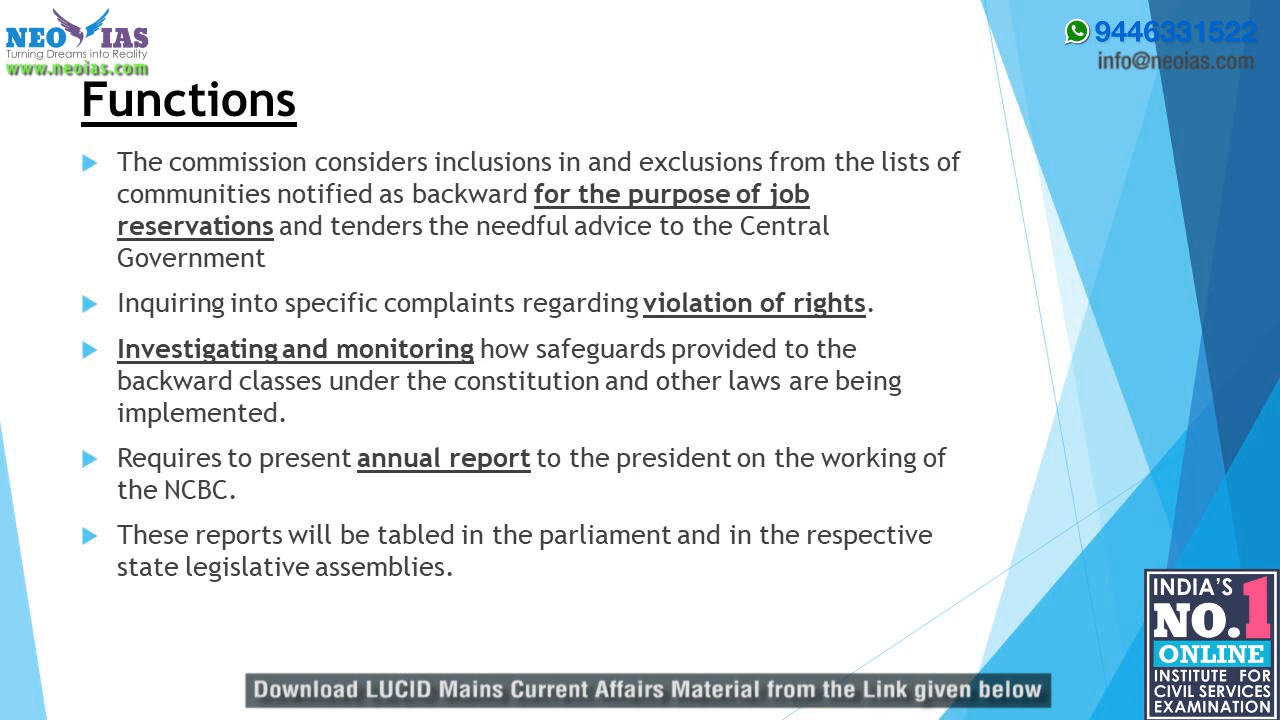 NEO IAS
Turning Dreams into Reality
www.neoias.com
9446331522
info@neoias.com
Functions
The commission considers inclusions in and exclusions from the lists of
communities notified as backward for the purpose of job
reservations and tenders the needful advice to the Central
Government
Inquiring into specific complaints regarding violation of rights.
Investigating and monitoring how safeguards provided to the
backward classes under the constitution and other laws are being
implemented.
Requires to present annual report to the president on the working of
the NCBC.
These reports will be tabled in the parliament and in the respective
state legislative assemblies.
INDIA'S
NO.1
ONLINE
INSTITUTE FOR
CIVIL SERVICES
EXAMINATION
Download LUCID Mains Current Affairs Material from the Link given below